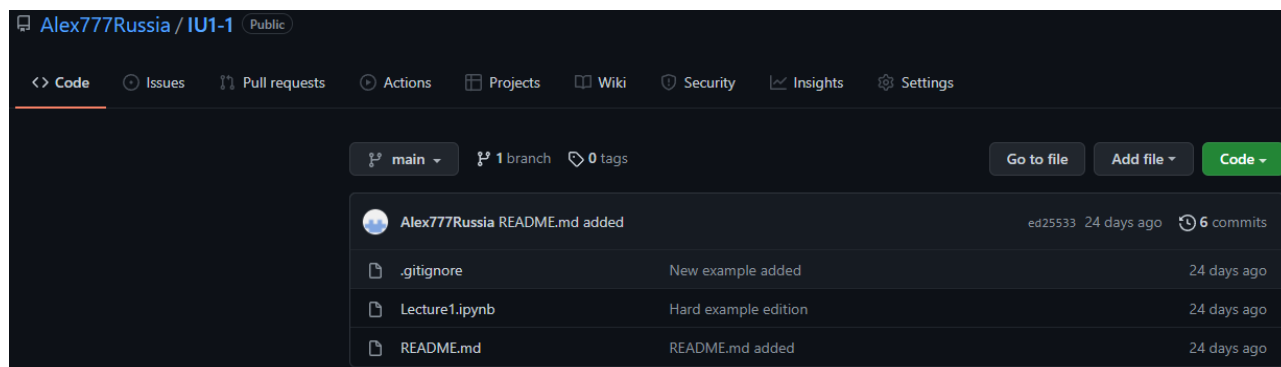 Alex777Russia / IU1-1 Public
<> Code Issues Pull requests Actions Projects Wiki Security Insights Settings
main 1 branch 0 tags Go to file Add file Code
Alex777Russia README.md added ed25533 24 days ago 6 commits
.gitignore New example added 24 days ago
Lecture1.ipynb Hard example edition 24 days ago
README.md README.md added 24 days ago